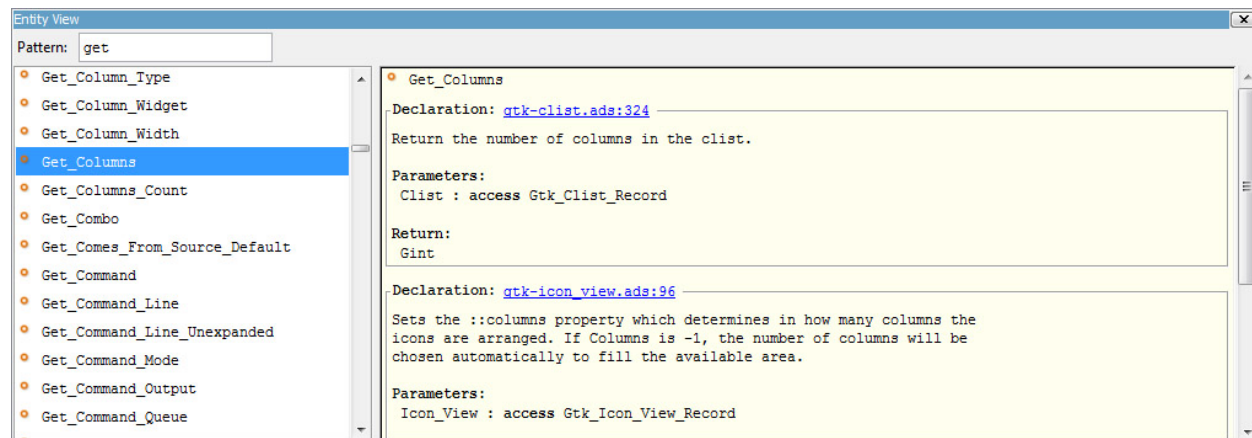 Entity View
Pattern: get
Get_Column_Type
Get_Column_Widget
Get_Column_Width
Get_Columns
Get_Columns_Count
Get_Combo
Get_Comes_From_Source_Default
Get_Command
Get_Command_Line
Get_Command_Line_Unexpanded
Get_Command_Mode
Get_Command_Output
Get_Command_Queue
Get_Columns
Declaration: gtk-clist.ads:324
Return the number of columns in the clist.
Parameters:
Clist : access Gtk_Clist_Record
Return:
Gint
Declaration: gtk-icon_view.ads:96
Sets the ::columns property which determines in how many columns the
icons are arranged. If Columns is -1, the number of columns will be
chosen automatically to fill the available area.
Parameters:
Icon_View : access Gtk_Icon_View_Record